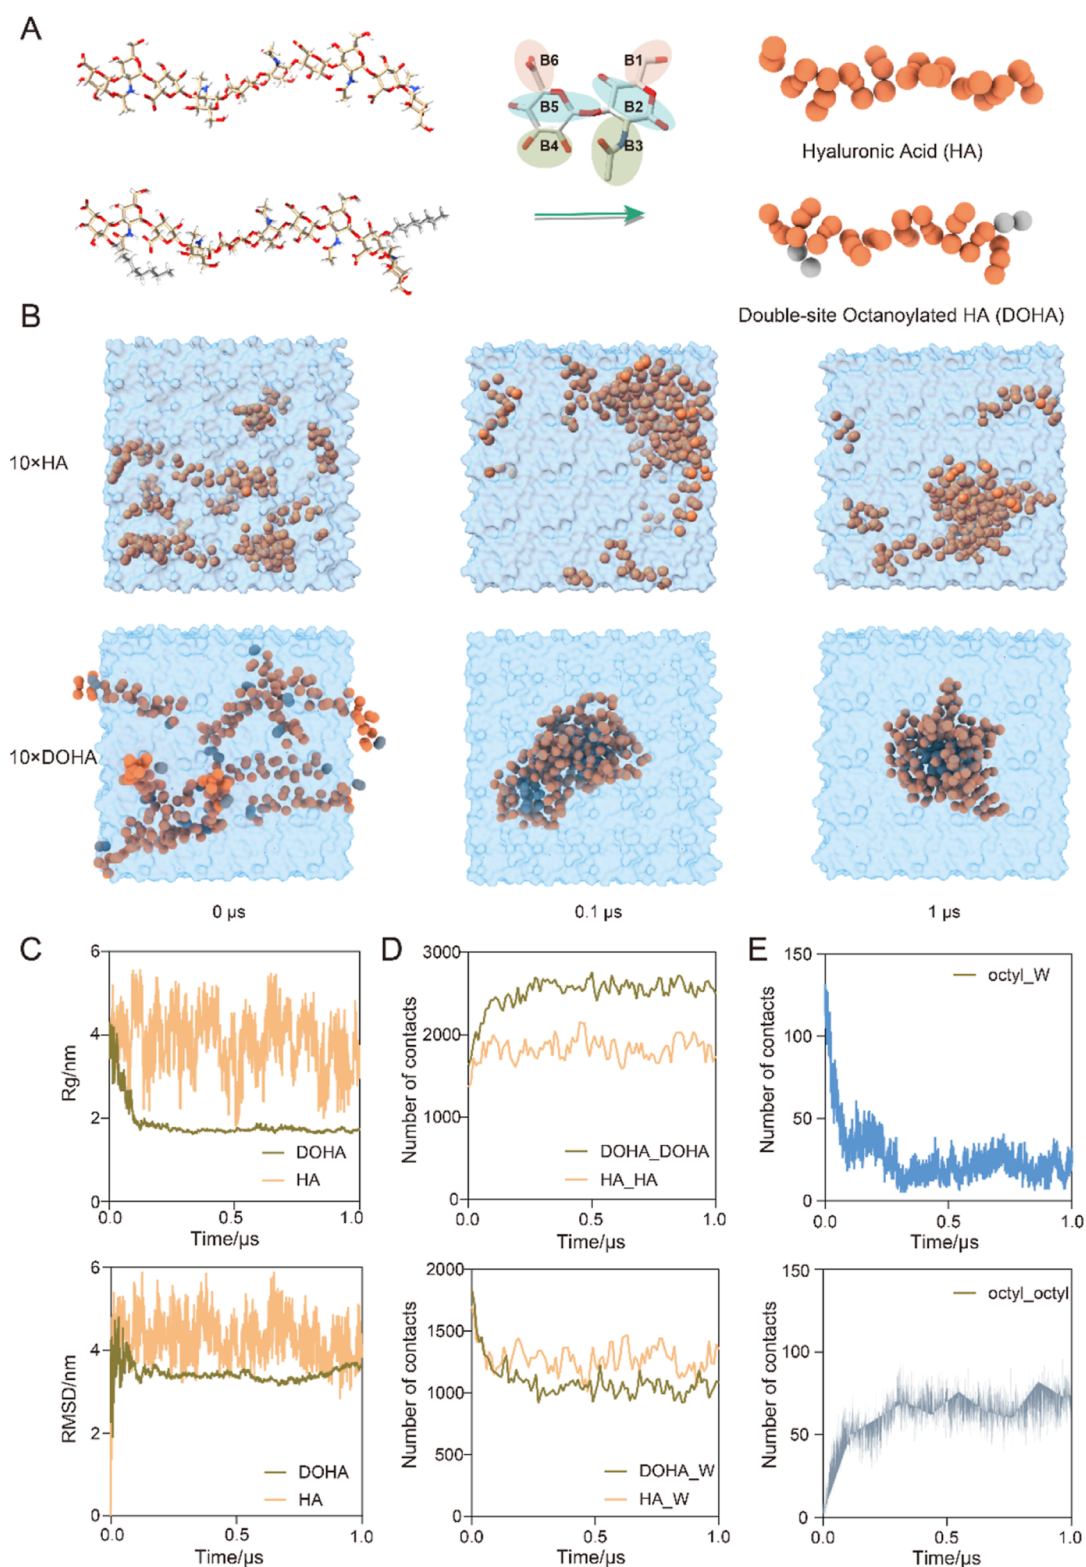 A
B6
B1
B5
B2
B4
B3
Hyaluronic Acid (HA)
Double-site Octanoylated HA (DOHA)
B
10×HA
10×DOHA
0 μs
0.1 μs
1 μs
C
6
4
2
0
Rg/nm
DOHA
HA
0.0
0.5
1.0
Time/μs
6
4
2
0
RMSD/nm
DOHA
HA
0.0
0.5
1.0
Time/μs
D
3000
2000
1000
0
Number of contacts
DOHA_DOHA
HA_HA
0.0
0.5
1.0
Time/μs
2000
1500
1000
500
0
Number of contacts
DOHA_W
HA_W
0.0
0.5
1.0
Time/μs
E
150
100
50
0
Number of contacts
octyl_W
0.0
0.5
1.0
Time/μs
150
100
50
0
Number of contacts
octyl_octyl
0.0
0.5
1.0
Time/μs